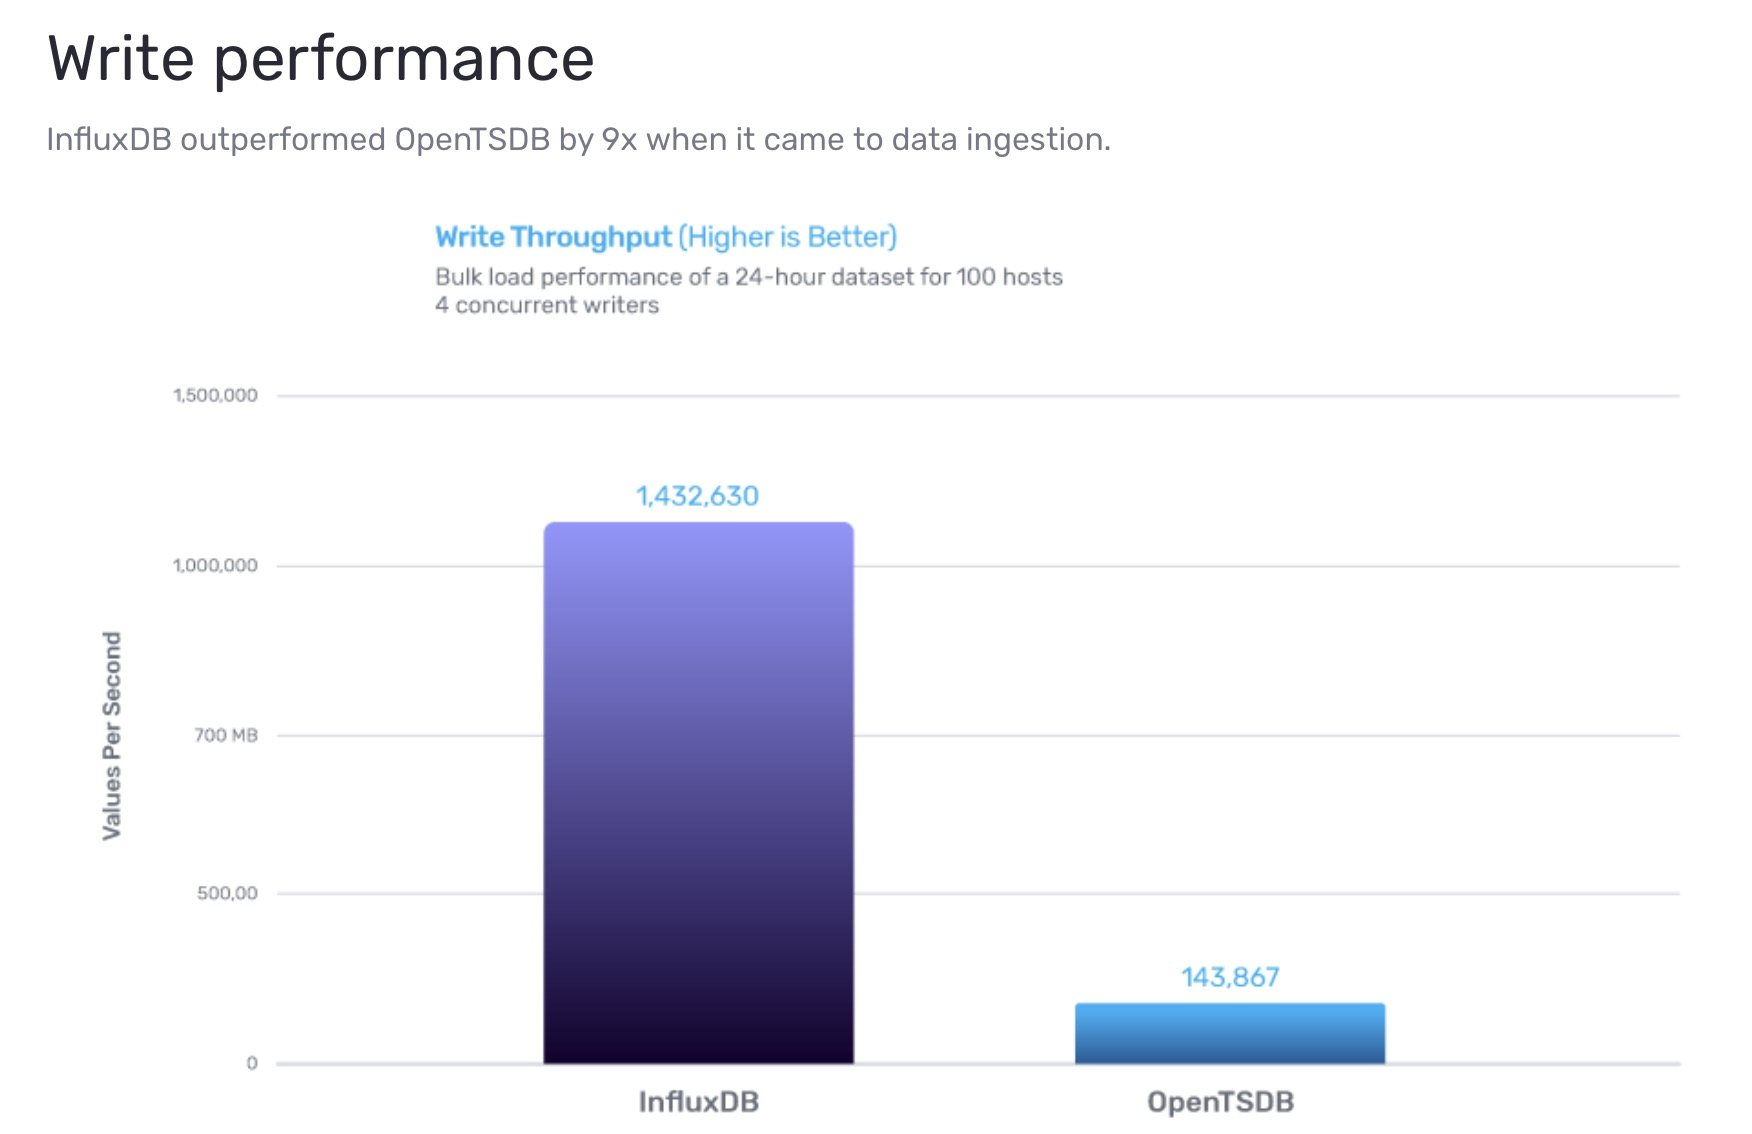 Write performance
InfluxDB outperformed OpenTSDB by 9x when it came to data ingestion.
Write Throughput (Higher is Better)
Bulk load performance of a 24-hour dataset for 100 hosts
4 concurrent writers
1,500,000
1,432,630
1,000,000
Values Per Second
700 MB
500,00
143,867
0
InfluxDB
OpenTSDB